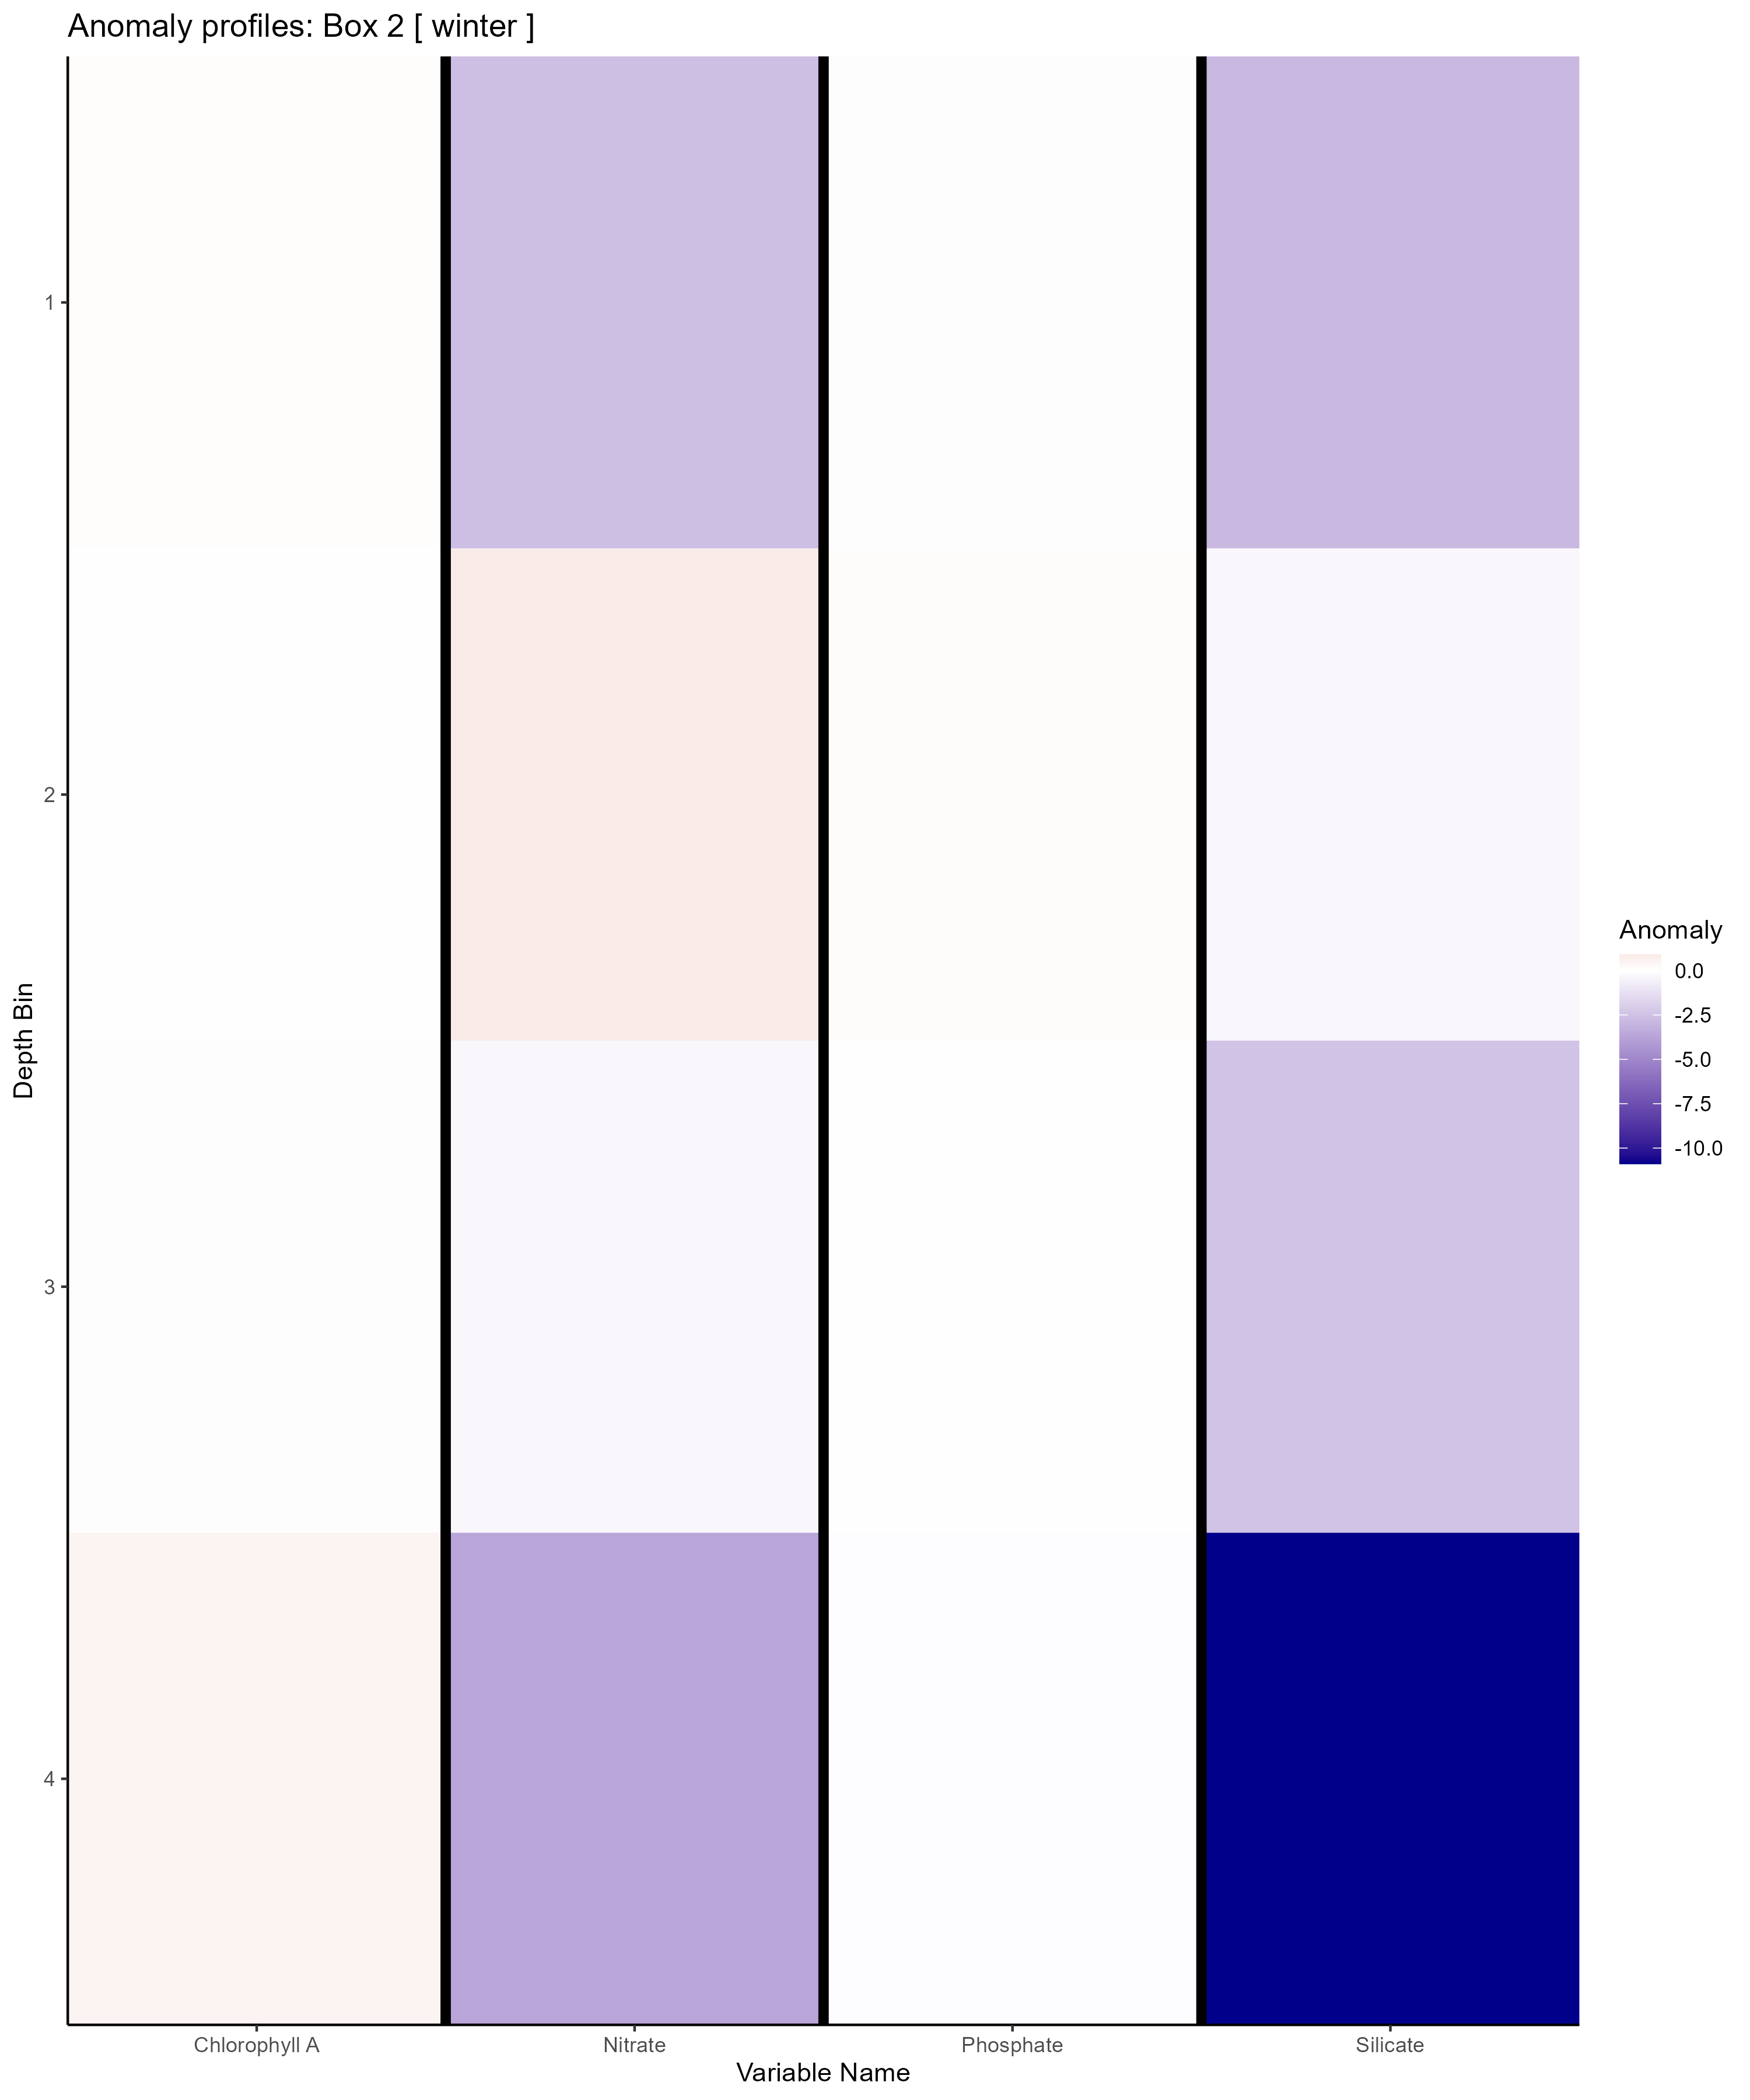 Anomaly profiles: Box 2 [ winter ]
Depth Bin
1
2
3
4
Chlorophyll A
Nitrate
Phosphate
Silicate
Variable Name
Anomaly
0.0
-2.5
-5.0
-7.5
-10.0